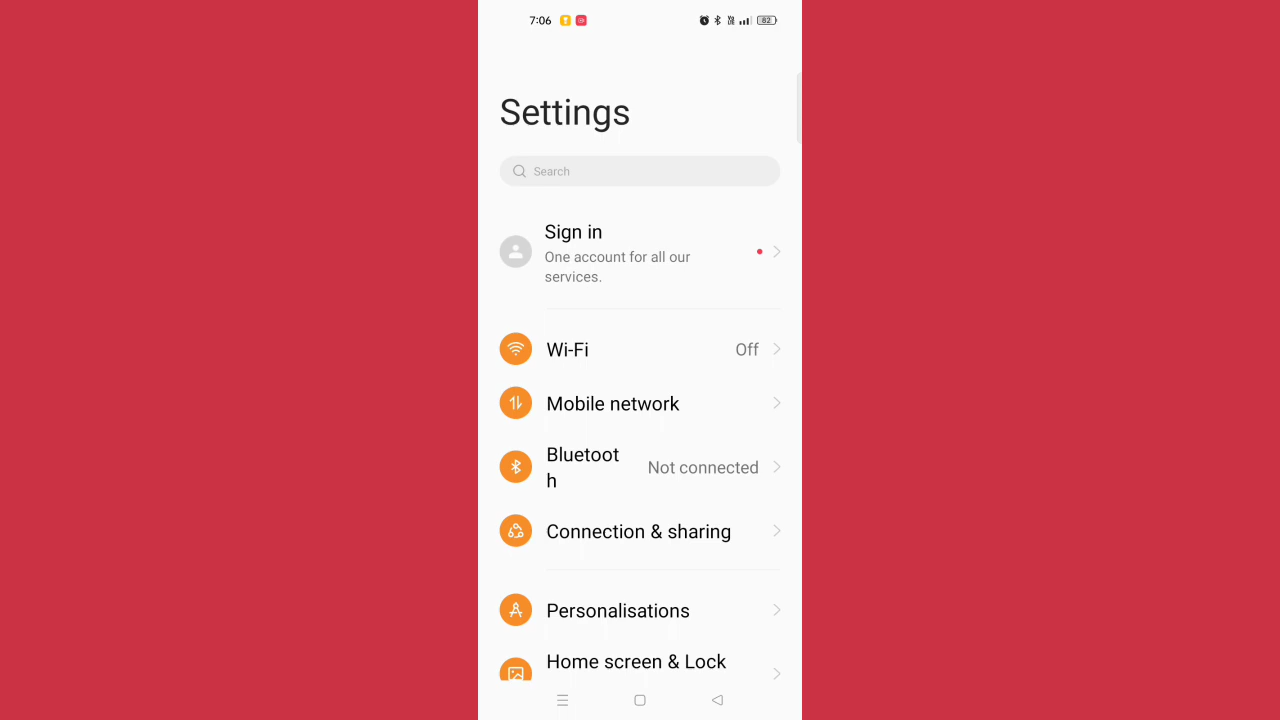 7:06
82
Settings
Search
Sign in
One account for all our
services.
Wi-Fi
Off
Mobile network
Bluetoot
h
Not connected
Connection & sharing
Personalisations
Home screen & Lock